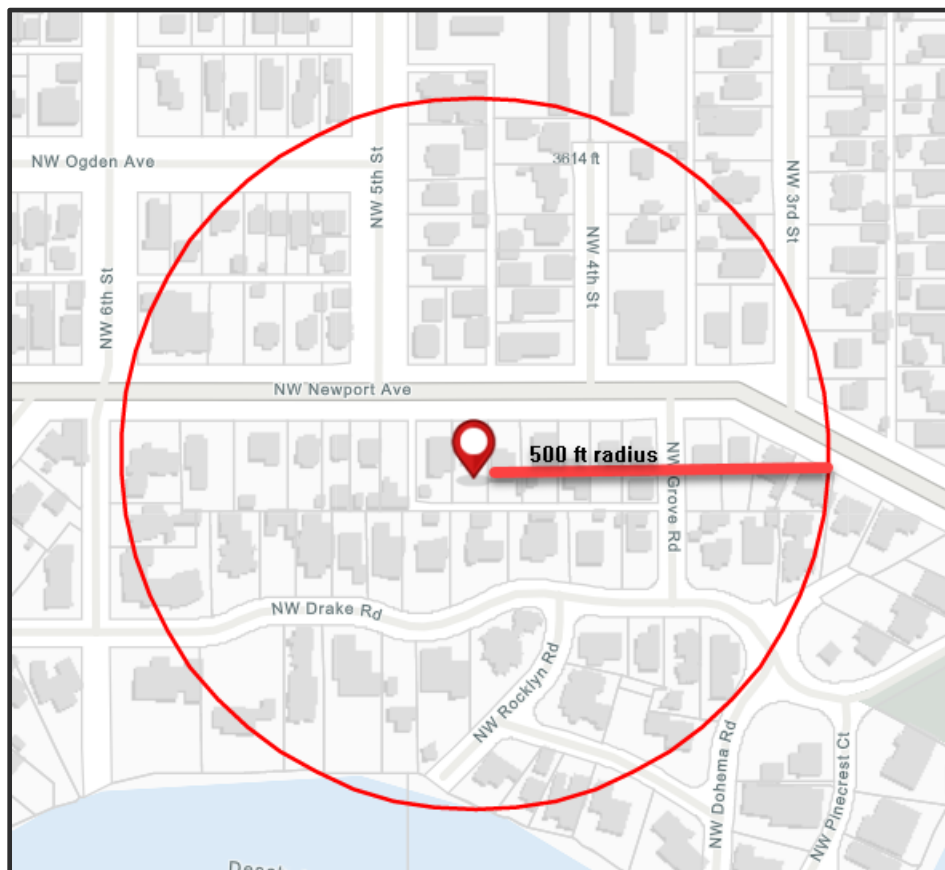 NW Ogden Ave
3614 ft
NW 5th St
NW 3rd St
NW 4th St
NW 6th St
NW Newport Ave
500 ft radius
NW Grove Rd
NW Drake Rd
NW Rocklyn Rd
NW Dohema Rd
NW Pinecrest Ct